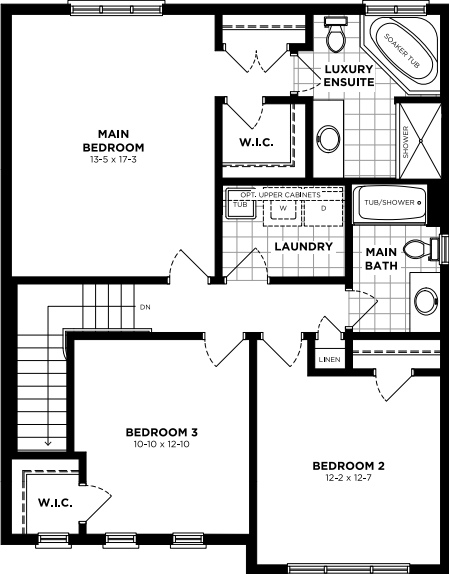 SOAKER TUB
LUXURY
ENSUITE
MAIN
BEDROOM
13-5 x 17-3
W.I.C.
SHOWER
OPT. UPPER CABINETS
TUB
W
D
TUB/SHOWER
LAUNDRY
MAIN
BATH
DN
LINEN
BEDROOM 3
10-10 x 12-10
BEDROOM 2
12-2 x 12-7
W.I.C.